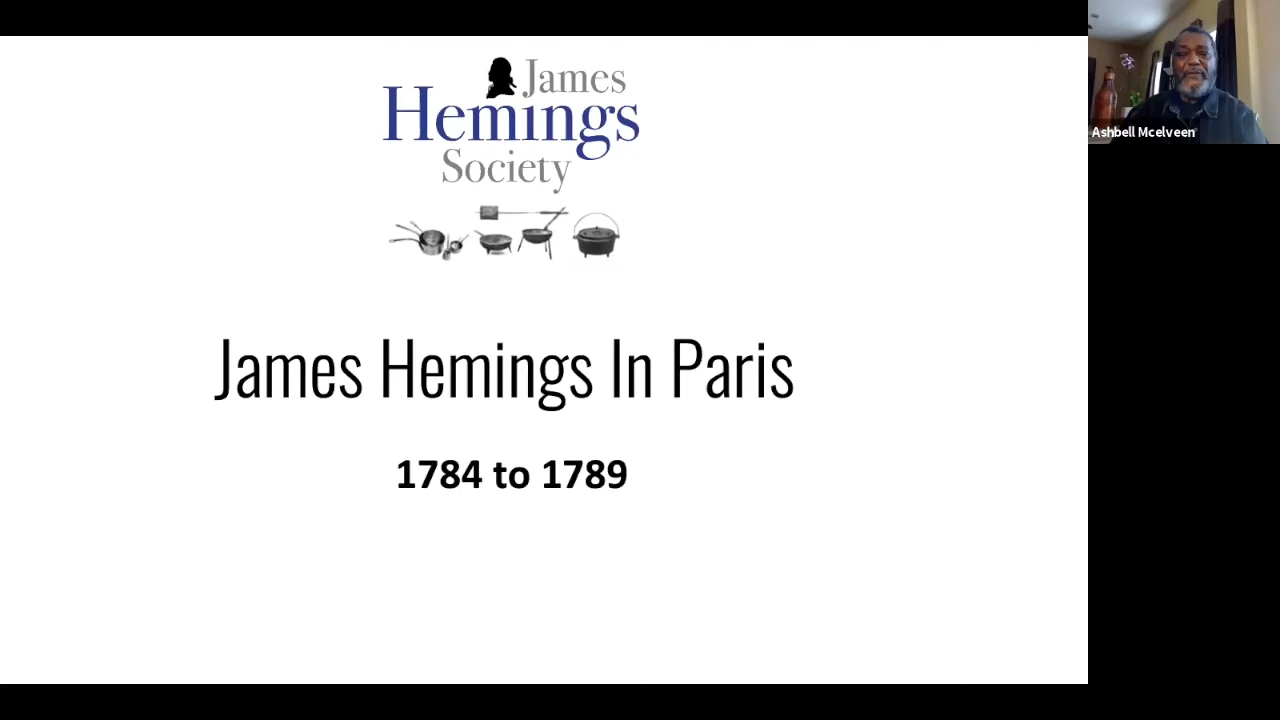 James
Hemings
Society
James Hemings In Paris
1784 to 1789
Ashbell Mcelveen